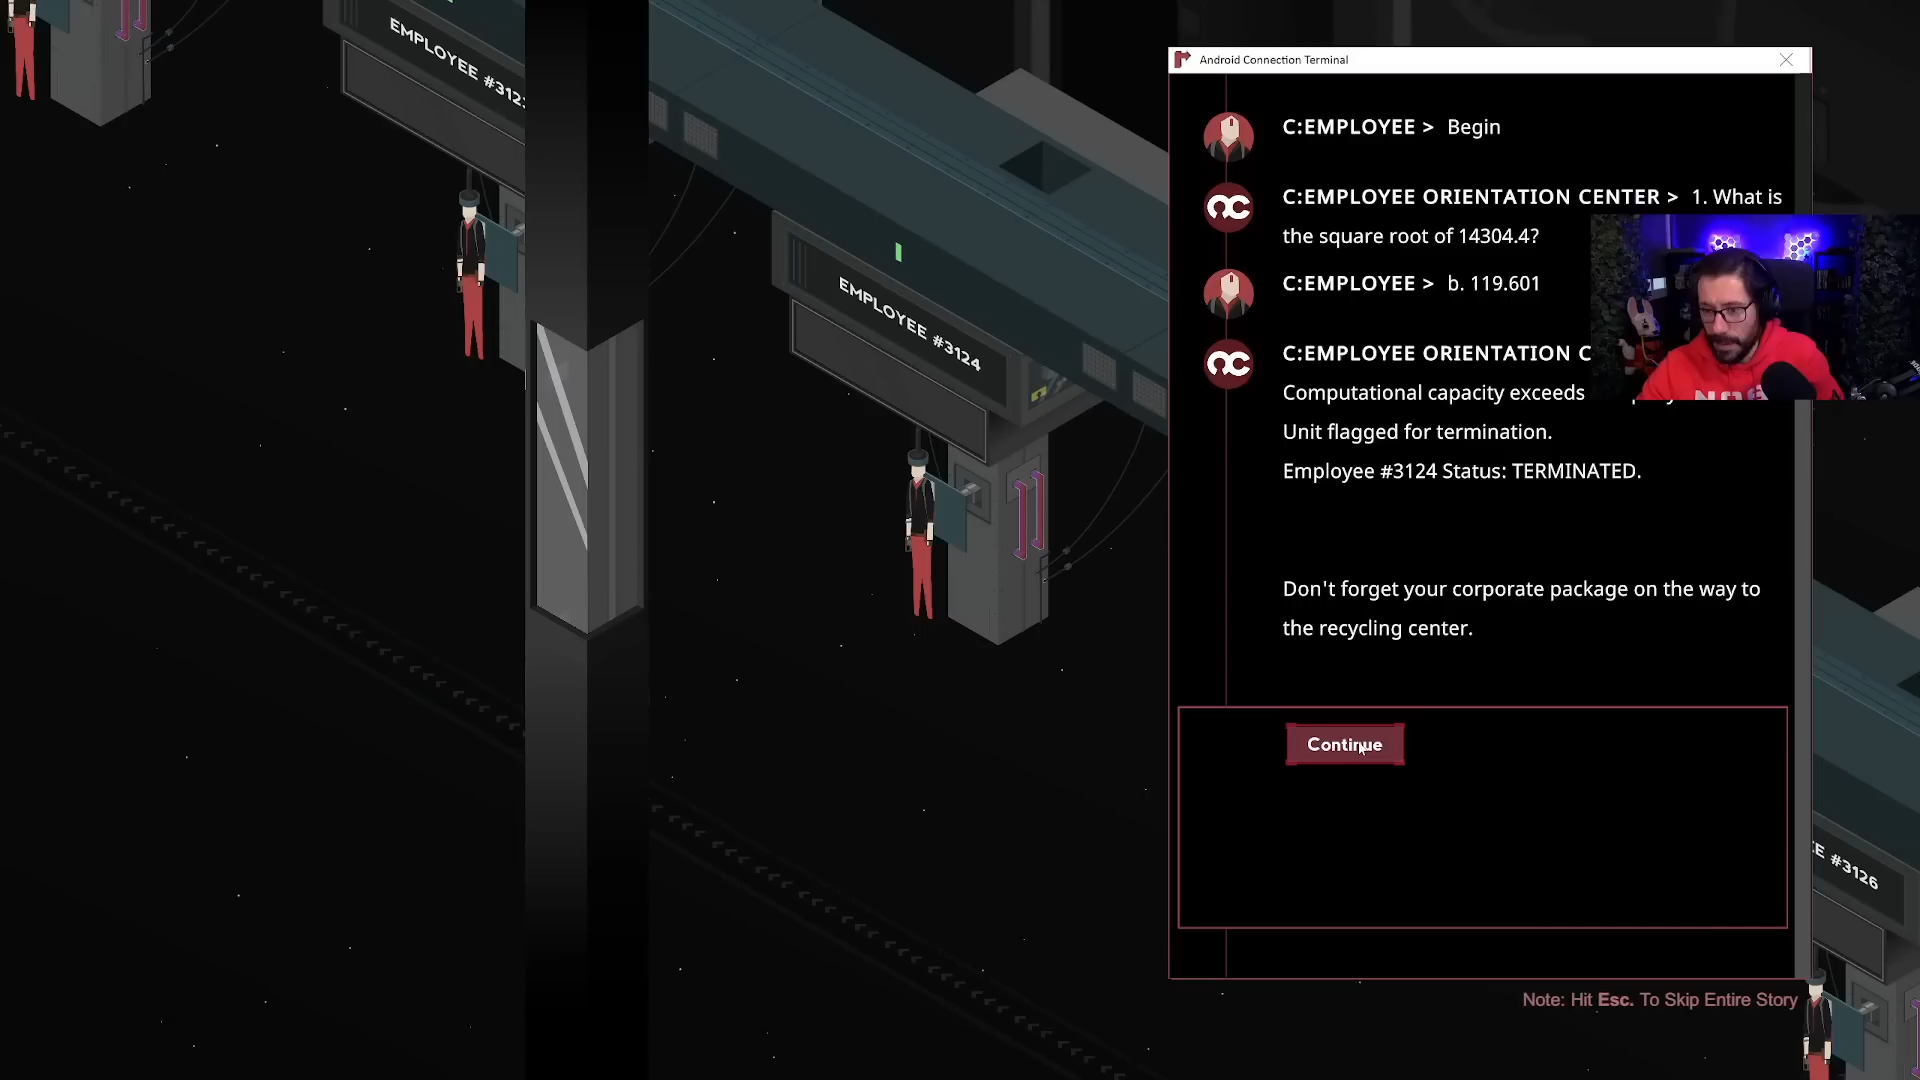 EMPLOYEE #312
EMPLOYEE #3124
E #3126
Android Connection Terminal
C:EMPLOYEE > Begin
C:EMPLOYEE ORIENTATION CENTER > 1. What is
the square root of 14304.4?
C:EMPLOYEE > b. 119.601
C:EMPLOYEE ORIENTATION C
Computational capacity exceeds
Unit flagged for termination.
Employee #3124 Status: TERMINATED.
Don't forget your corporate package on the way to
the recycling center.
Continue
Note: Hit Esc. To Skip Entire Story